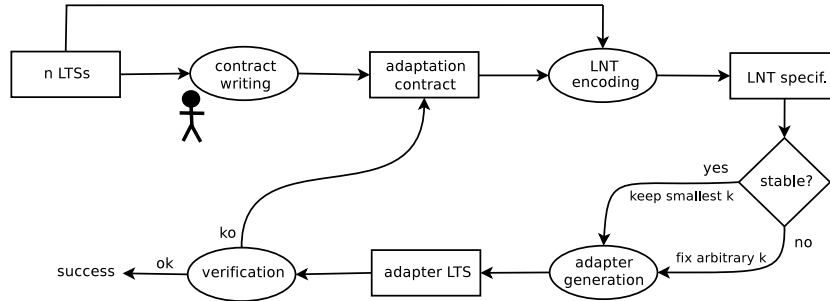 n LTSs
contract
writing
adaptation
contract
LNT
encoding
LNT specif.
stable?
yes
keep smallest k
no
fix arbitrary k
adapter
generation
adapter LTS
verification
ko
ok
success